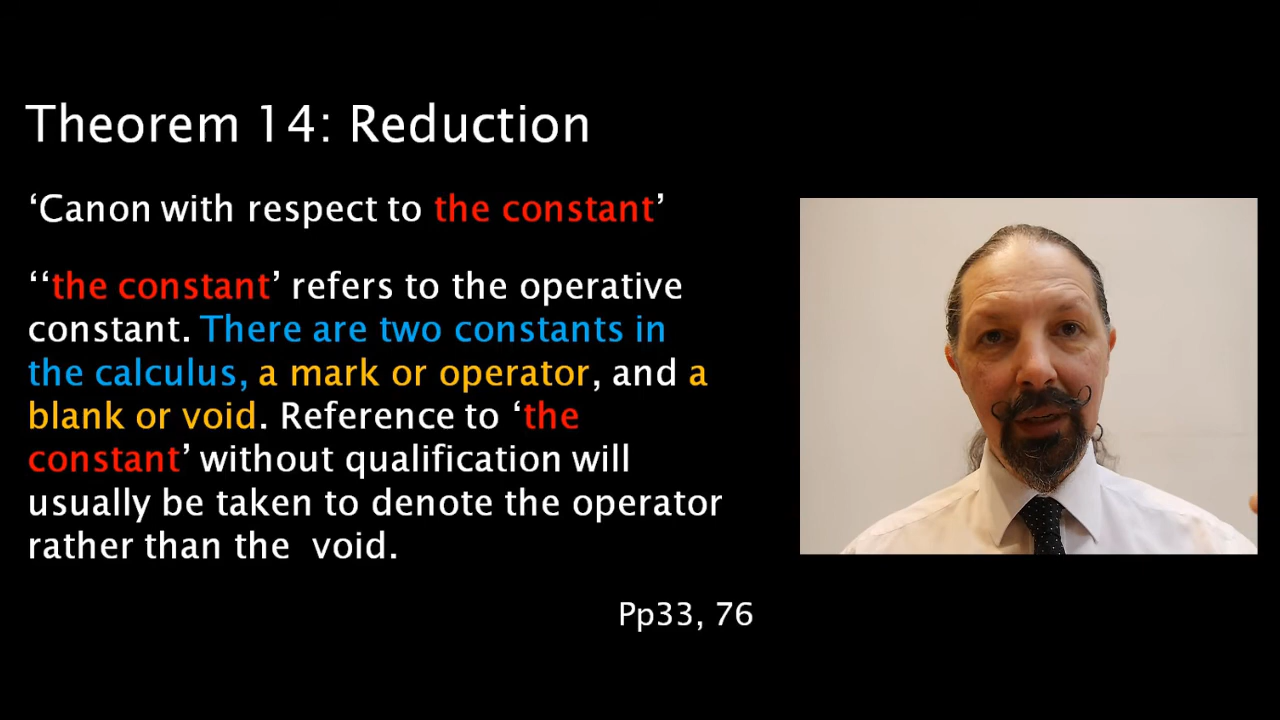 Theorem 14: Reduction
‘Canon with respect to the constant’
‘‘the constant’ refers to the operative
constant. There are two constants in
the calculus, a mark or operator, and a
blank or void. Reference to ‘the
constant’ without qualification will
usually be taken to denote the operator
rather than the void.
Pp33, 76